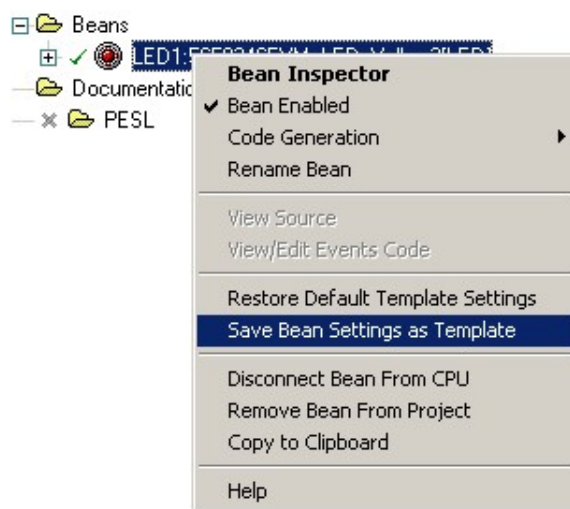 Beans
Documentatic
PESL
Bean Inspector
Bean Enabled
Code Generation
Rename Bean
View Source
View/Edit Events Code
Restore Default Template Settings
Save Bean Settings as Template
Disconnect Bean From CPU
Remove Bean From Project
Copy to Clipboard
Help